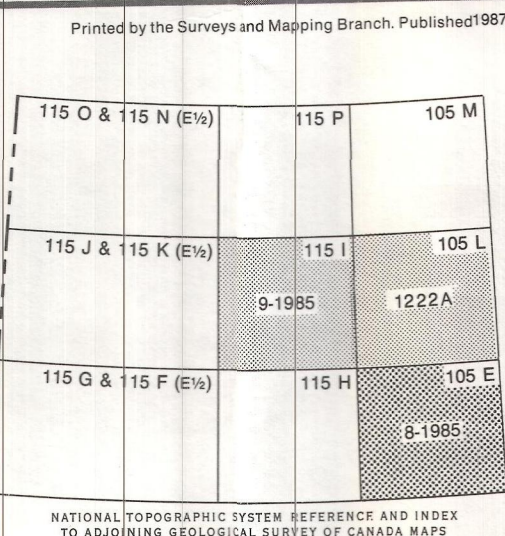 Printed by the Surveys and Mapping Branch. Published1987
115 O & 115 N (E½) 115 P 105 M
115 J & 115 K (E½) 115 I 105 L
9-1985 1222A
115 G & 115 F (E½) 115 H 105 E
8-1985
NATIONAL TOPOGRAPHIC SYSTEM REFERENCE AND INDEX
TO ADJOINING GEOLOGICAL SURVEY OF CANADA MAPS